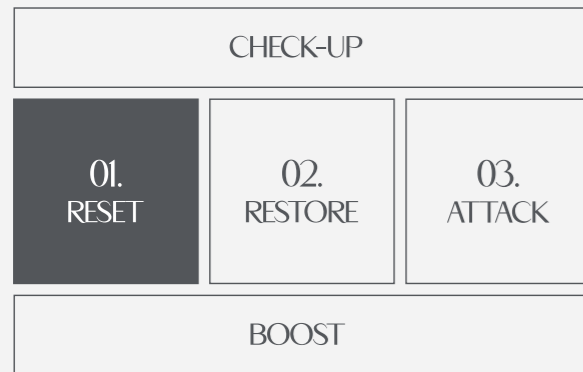 CHECK-UP
01.
RESET
02.
RESTORE
03.
ATTACK
BOOST